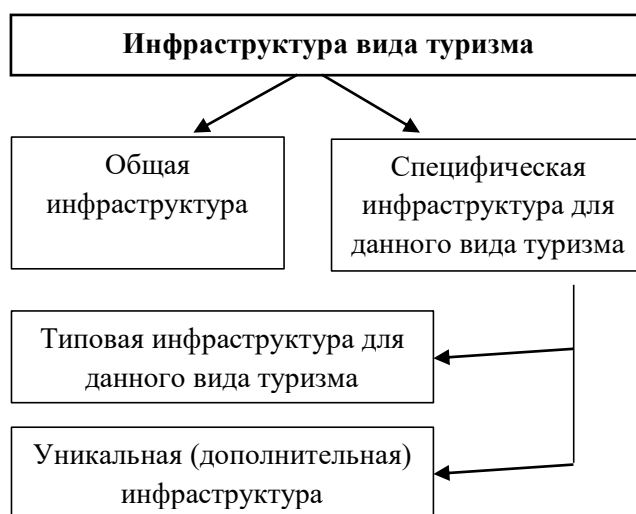 Инфраструктура вида туризма
Общая
инфраструктура
Специфическая
инфраструктура для
данного вида туризма
Типовая инфраструктура для
данного вида туризма
Уникальная (дополнительная)
инфраструктура